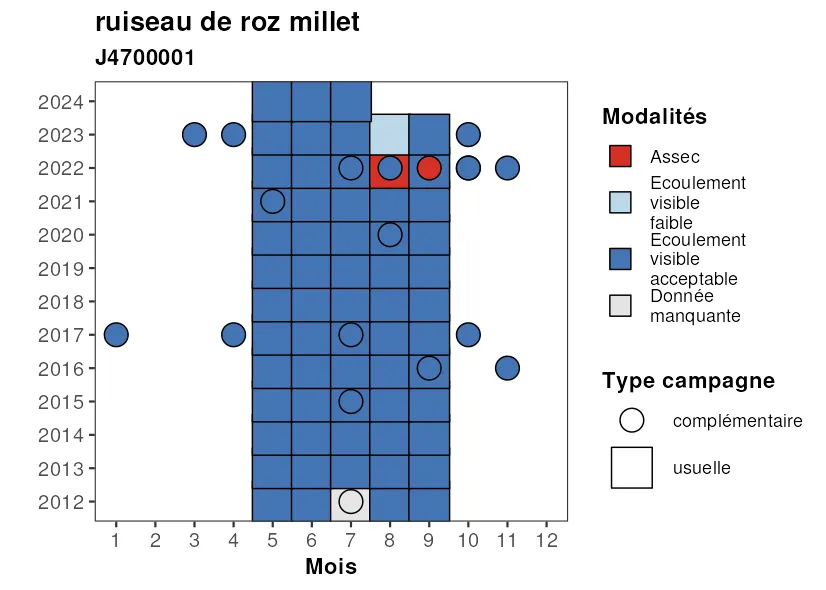 ruiseau de roz millet
J4700001
2024
2023
2022
2021
2020
2019
2018
2017
2016
2015
2014
2013
2012
1 2 3 4 5 6 7 8 9 10 11 12
Mois
Modalités
Assec
Ecoulement
visible
faible
Ecoulement
visible
acceptable
Donnée
manquante
Type campagne
complémentaire
usuelle